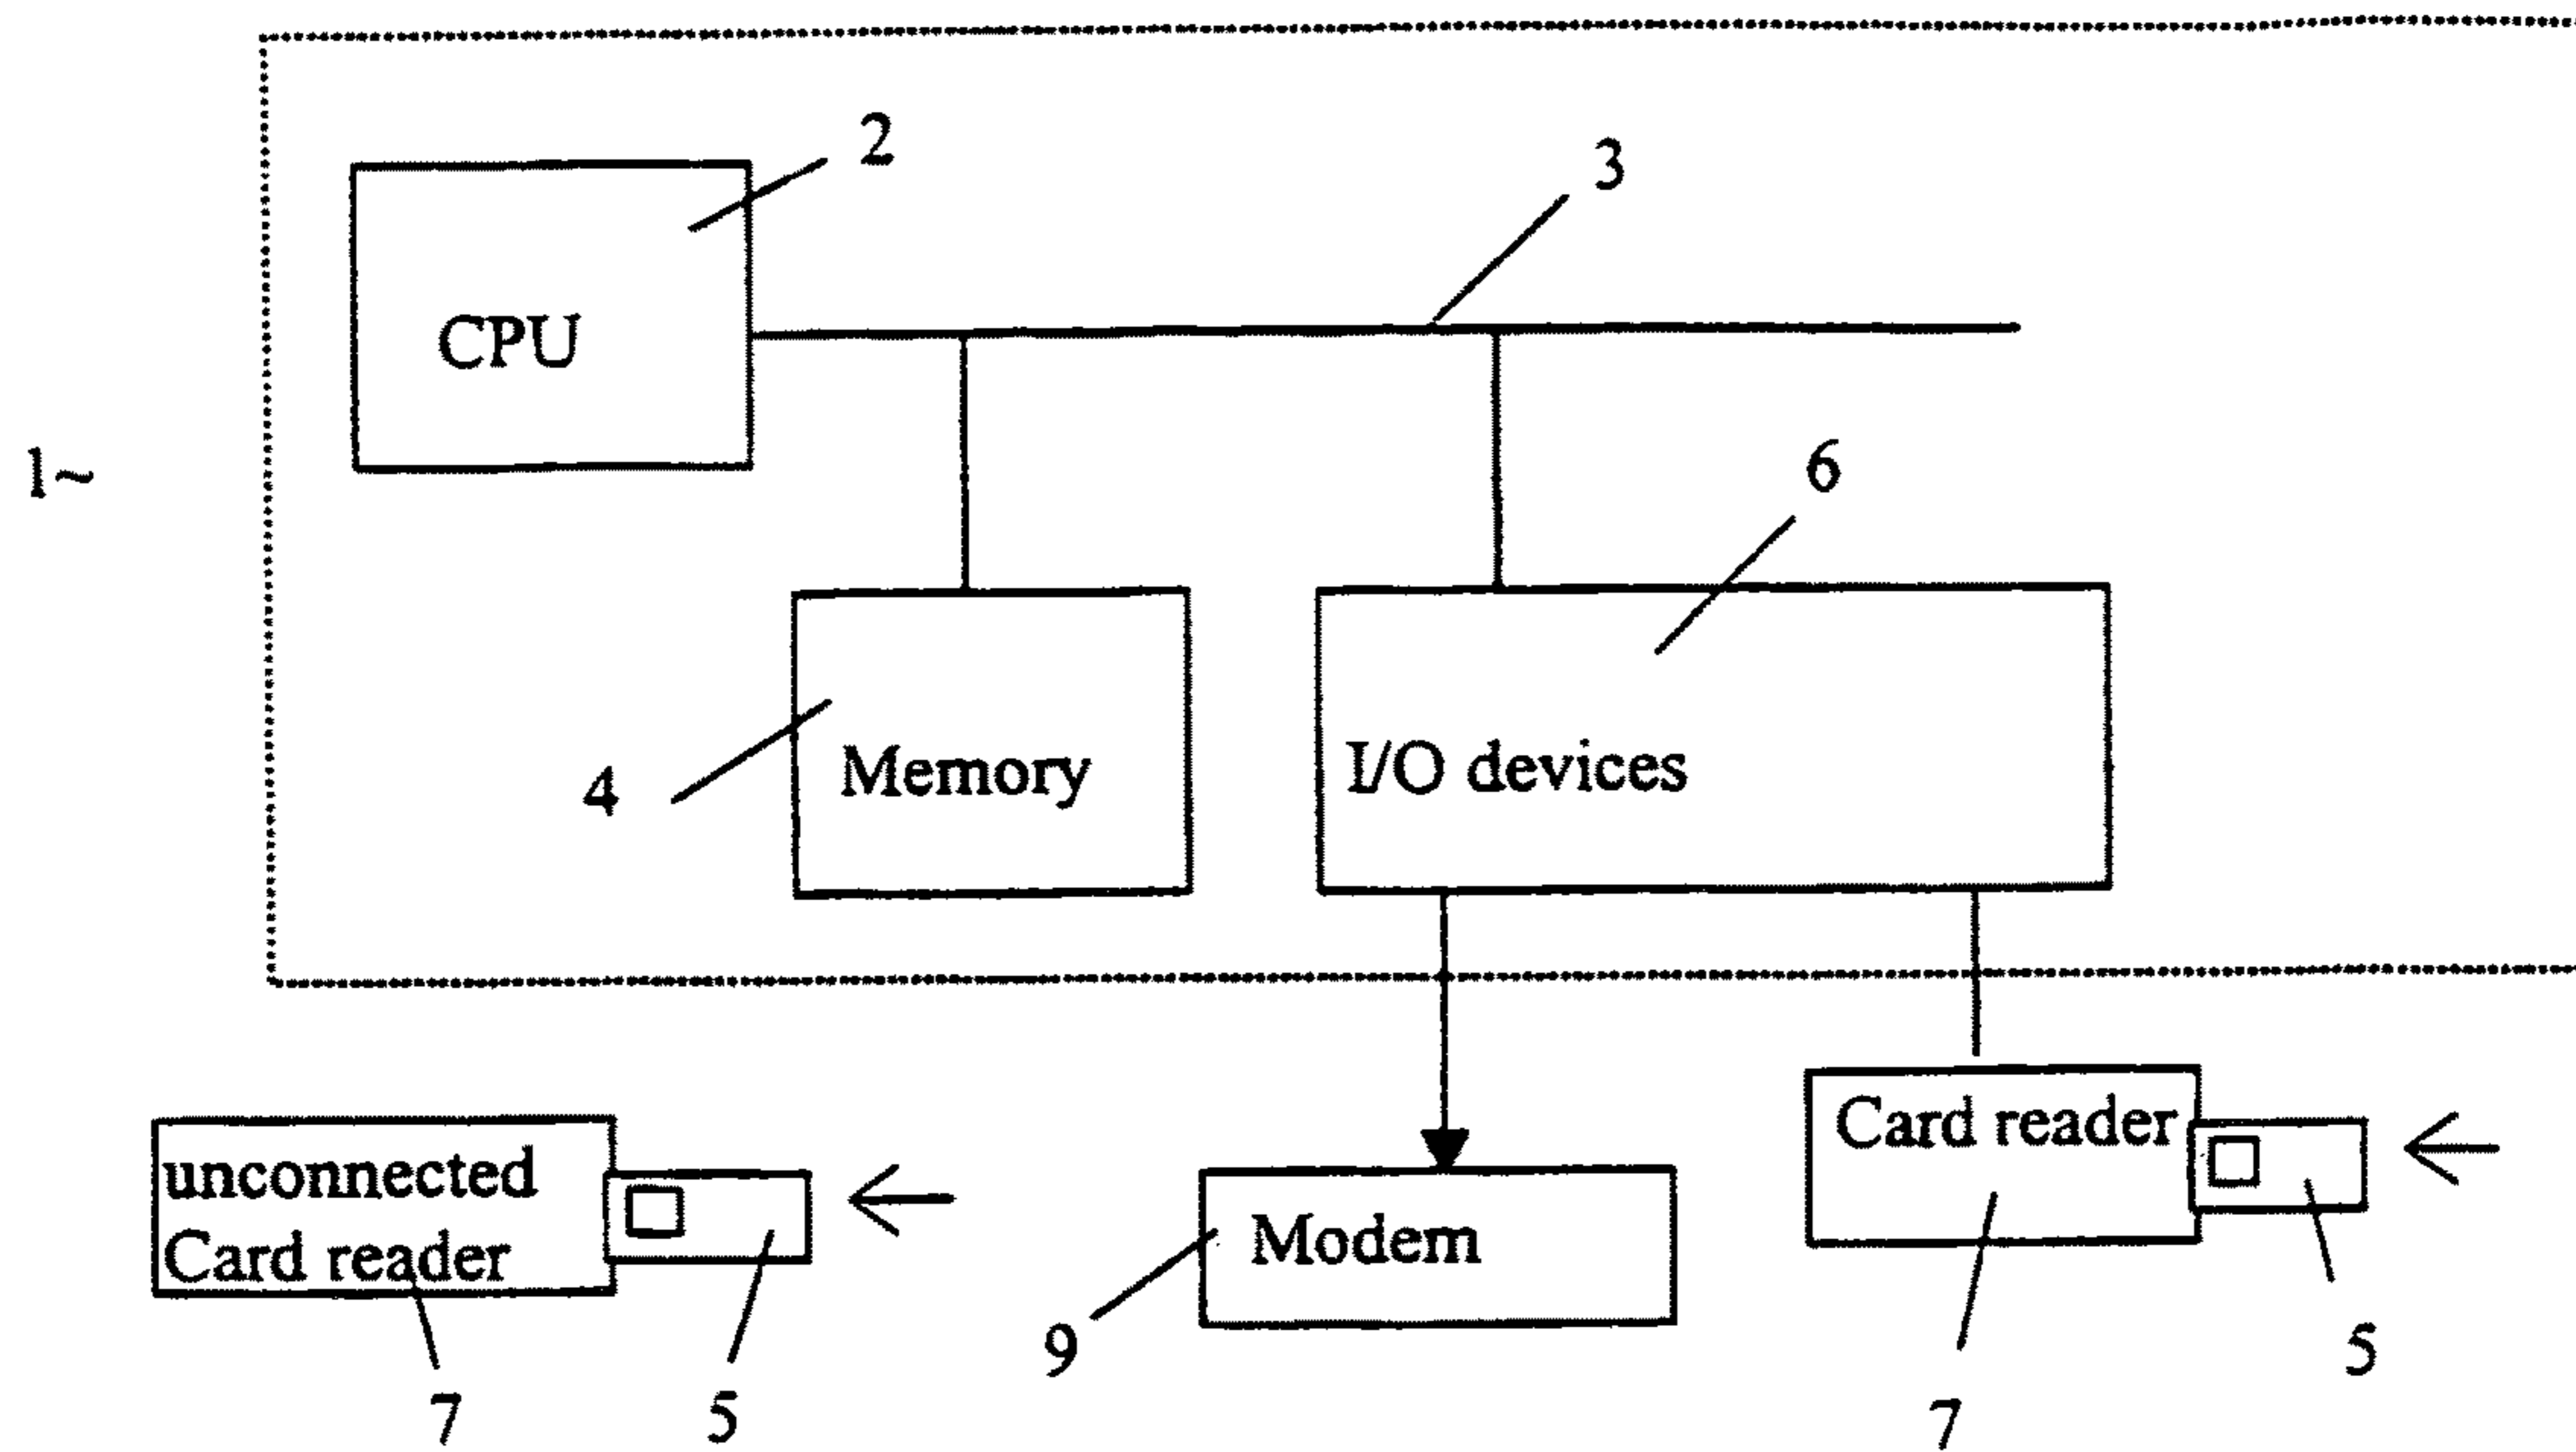 2
3
CPU
1~
6
4
Memory
I/O devices
unconnected
Card reader
Card reader
Modem
9
5
7
5
7